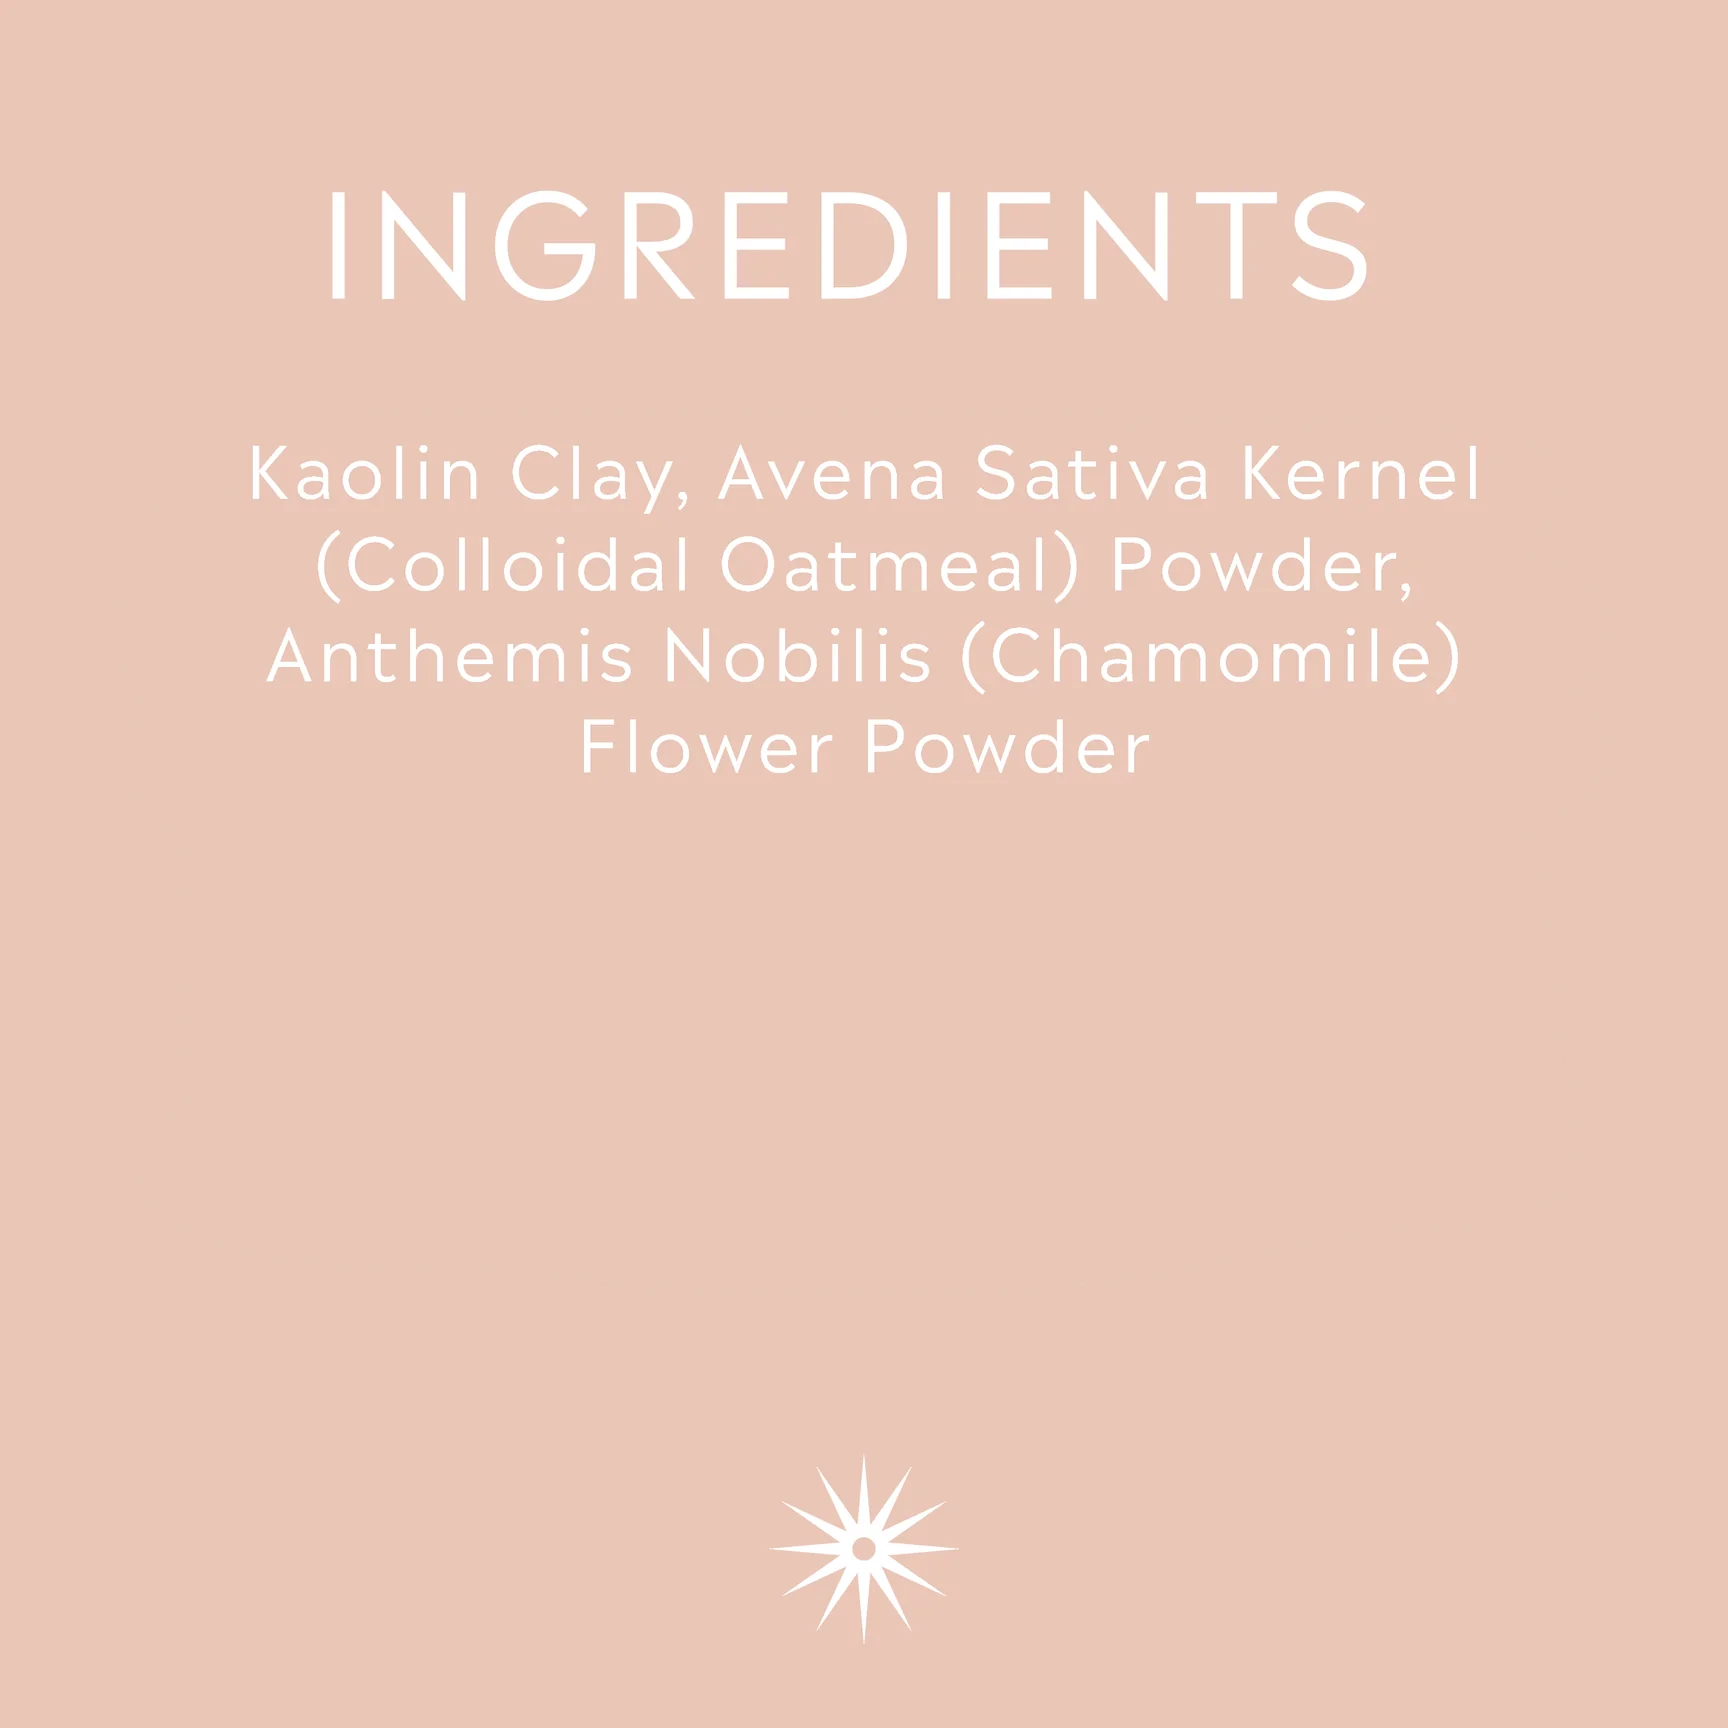 INGREDIENTS
Kaolin Clay, Avena Sativa Kernel
(Colloidal Oatmeal) Powder,
Anthemis Nobilis (Chamomile)
Flower Powder